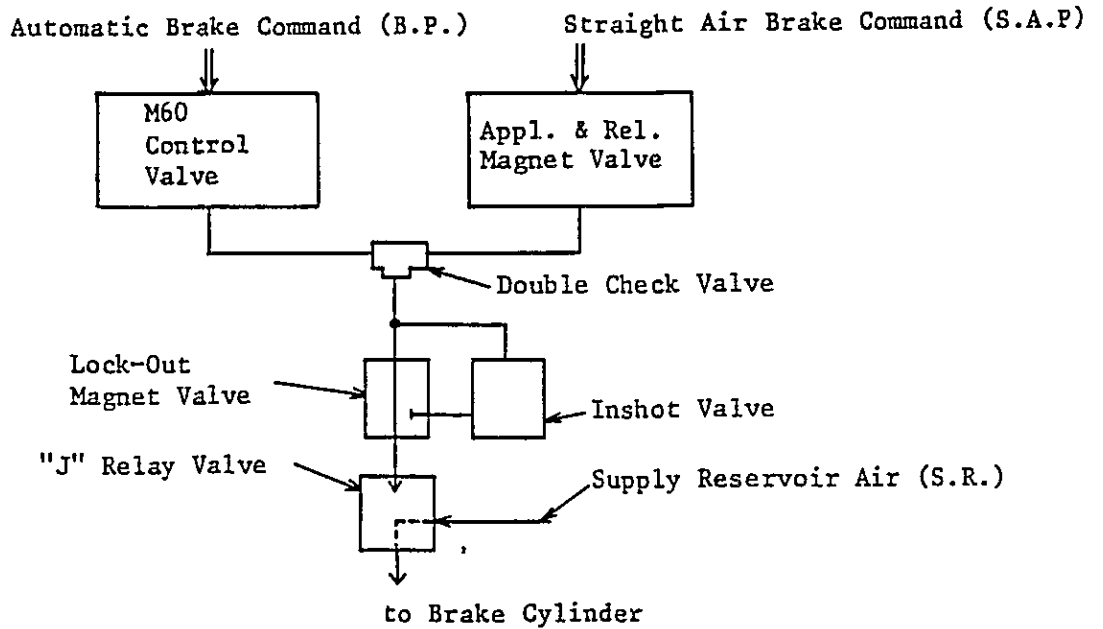 Automatic Brake Command (B.P.)
Straight Air Brake Command (S.A.P)
M60
Control
Valve
Appl. & Rel.
Magnet Valve
Double Check Valve
Lock-Out
Magnet Valve
Inshot Valve
"J" Relay Valve
Supply Reservoir Air (S.R.)
to Brake Cylinder